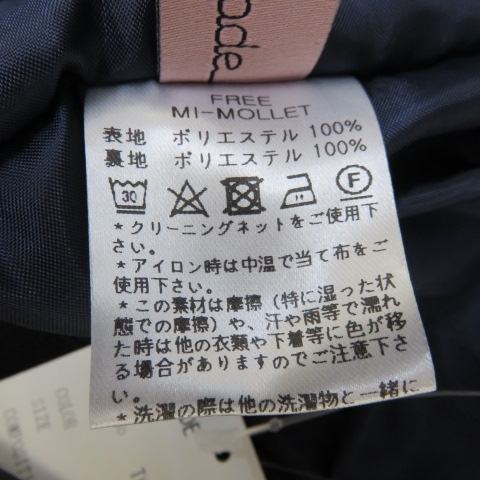 ade
FREE
MI-MOLLET
表地 ポリエステル 100%
裏地 ポリエステル 100%
30
F
*クリーニングネットをご使用下
さい。
*アイロン時は中温で当て布をご
使用下さい。
*この素材は摩擦（特に湿った状
態での摩擦）や、汗や雨等で濡れ
た時は他の衣類や下着等に色が移
る場合がありますのでご注意下さ
い。
*洗濯の際は他の洗濯物と一緒に
COLOR
SIZE